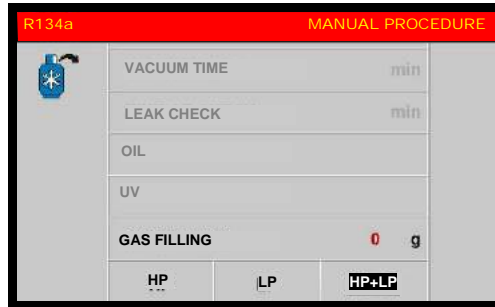 R134a MANUAL PROCEDURE
VACUUM TIME min
LEAK CHECK min
OIL
UV
GAS FILLING 0 g
HP LP HP+LP